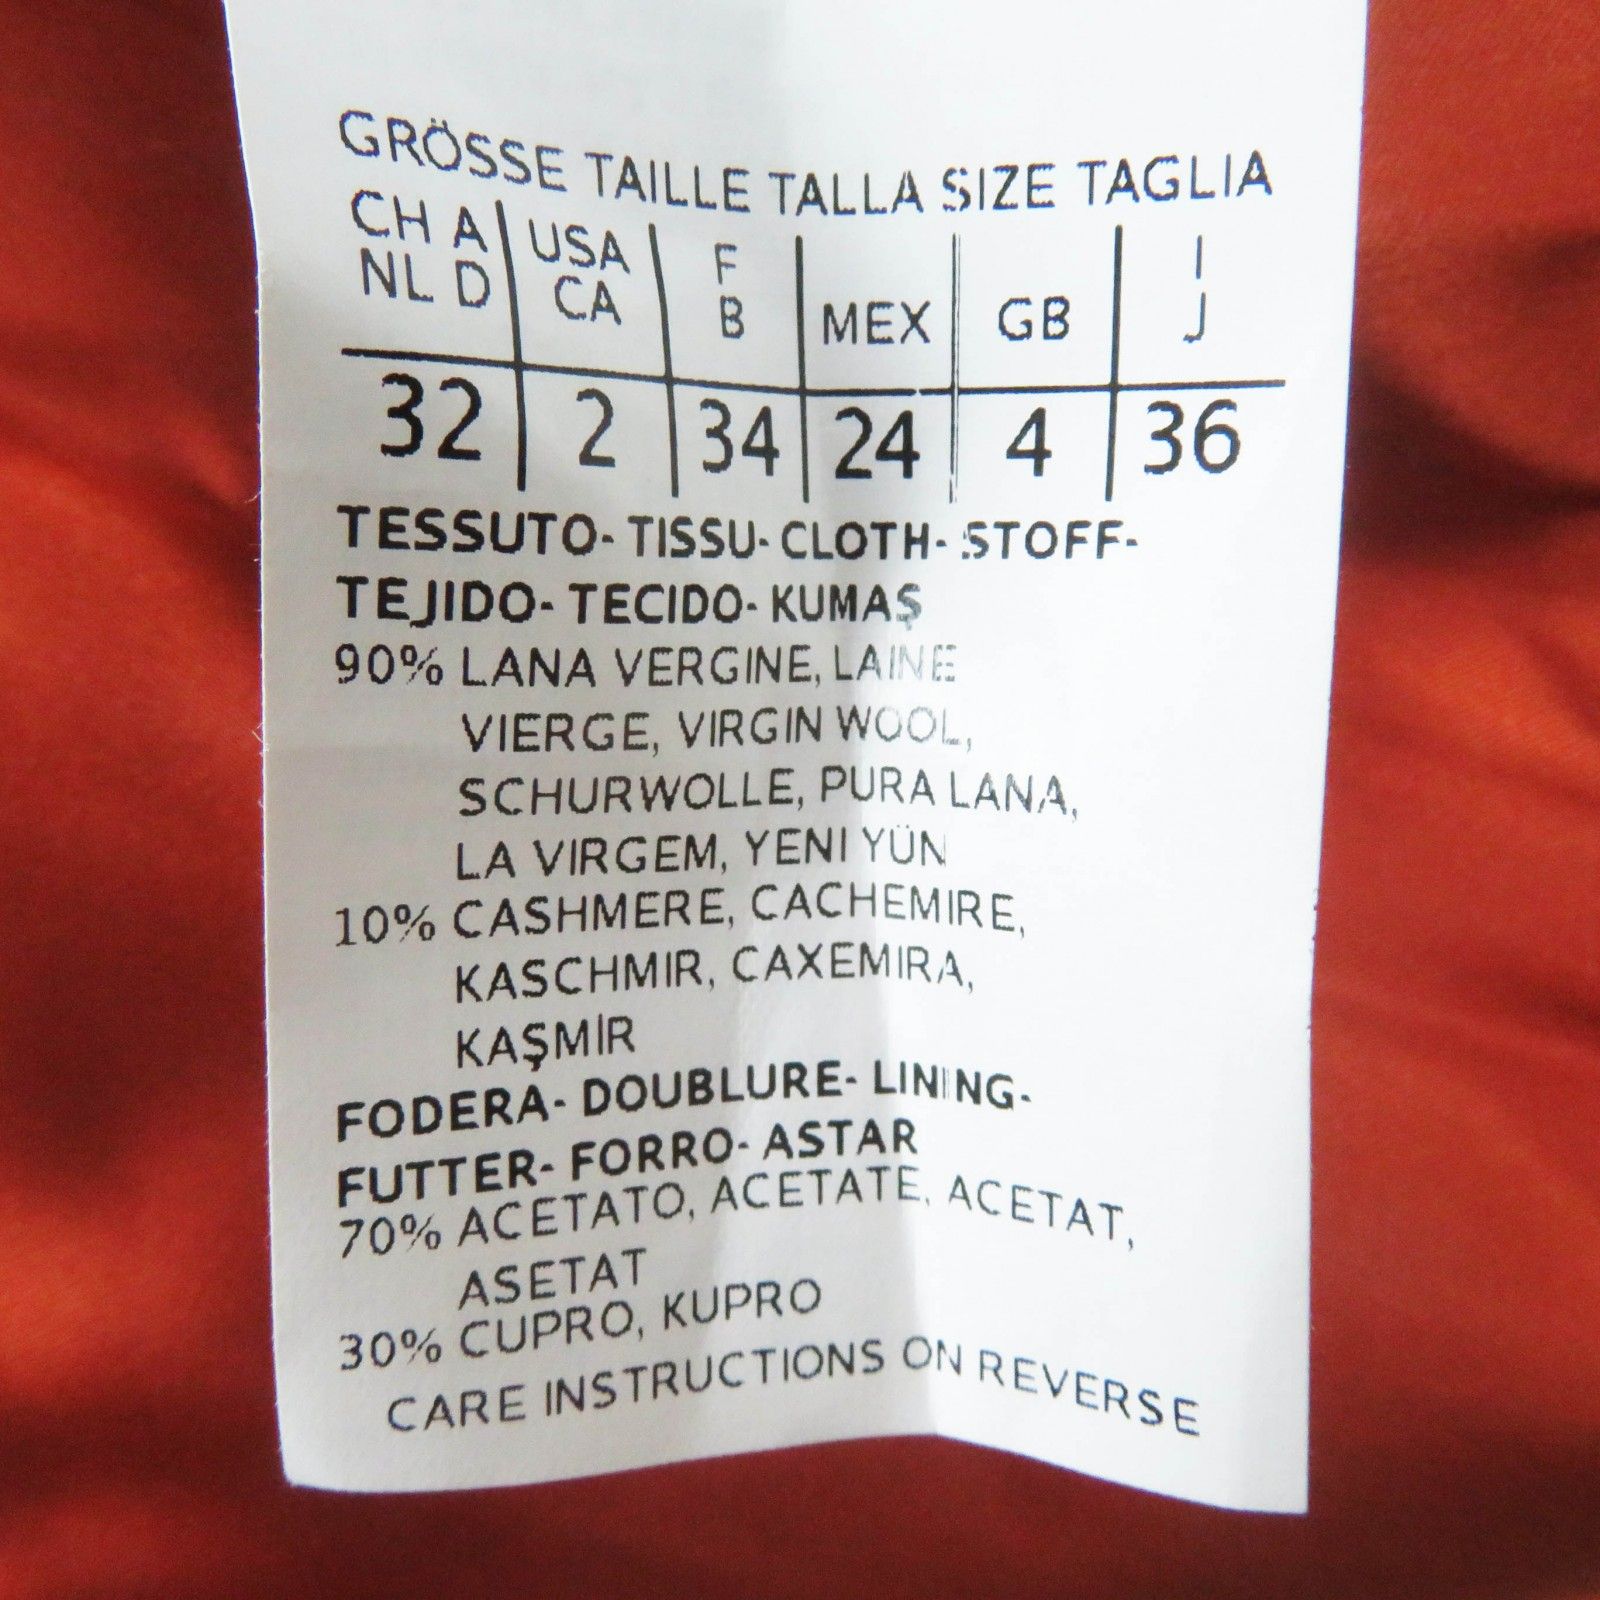 GRÖSSE TAILLE TALLA SIZE TAGLIA
CH A USA F I
NL D CA B MEX GB J
32 2 34 24 4 36
TESSUTO- TISSU- CLOTH- STOFF-
TEJIDO- TECIDO- KUMAŞ
90% LANA VERGINE, LAINE
VIERGE, VIRGIN WOOL,
SCHURWOLLE, PURA LANA,
LA VIRGEM, YENI YÜN
10% CASHMERE, CACHEMIRE,
KASCHMIR, CAXEMIRA,
KAŞMİR
FODERA- DOUBLURE- LINING-
FUTTER- FORRO- ASTAR
70% ACETATO, ACETATE, ACETAT,
ASETAT
30% CUPRO, KUPRO
CARE INSTRUCTIONS ON REVERSE